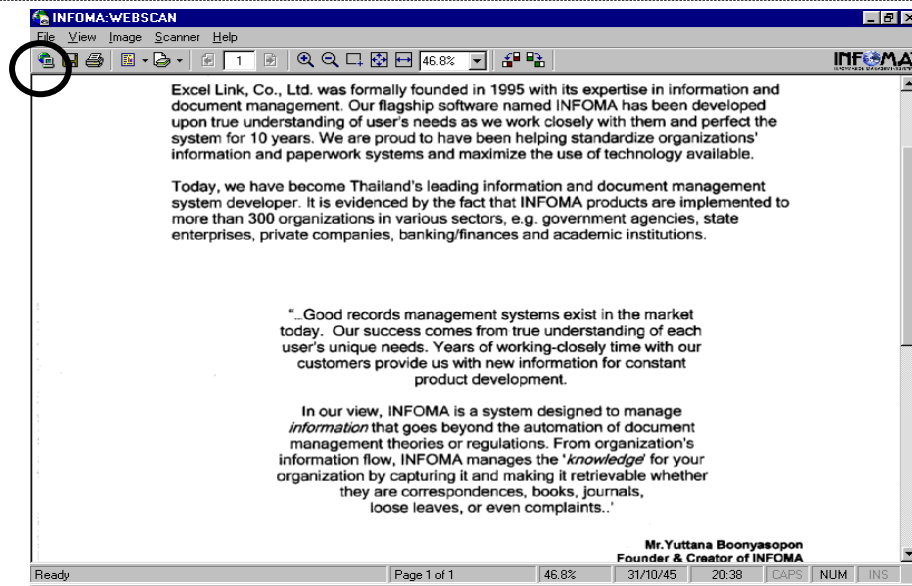 INFOMA:WEBSCAN
File View Image Scanner Help
1 46.8% INFOMA
Excel Link, Co., Ltd. was formally founded in 1995 with its expertise in information and
document management. Our flagship software named INFOMA has been developed
upon true understanding of user's needs as we work closely with them and perfect the
system for 10 years. We are proud to have been helping standardize organizations'
information and paperwork systems and maximize the use of technology available.
Today, we have become Thailand's leading information and document management
system developer. It is evidenced by the fact that INFOMA products are implemented to
more than 300 organizations in various sectors, e.g. government agencies, state
enterprises, private companies, banking/finances and academic institutions.
"...Good records management systems exist in the market
today. Our success comes from true understanding of each
user's unique needs. Years of working-closely time with our
customers provide us with new information for constant
product development.
In our view, INFOMA is a system designed to manage
information that goes beyond the automation of document
management theories or regulations. From organization's
information flow, INFOMA manages the 'knowledge' for your
organization by capturing it and making it retrievable whether
they are correspondences, books, journals,
loose leaves, or even complaints..'
Mr.Yuttana Boonyasopon
Founder & Creator of INFOMA
Ready Page 1 of 1 46.8% 31/10/45 20:38 CAPS NUM INS